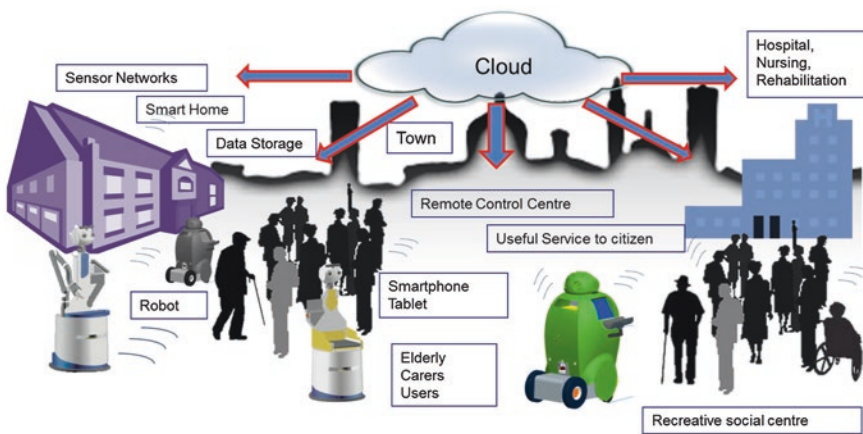 Cloud
Hospital,
Nursing,
Rehabilitation
Sensor Networks
Smart Home
Data Storage
Town
Remote Control Centre
Useful Service to citizen
Robot
Smartphone
Tablet
Elderly
Carers
Users
Recreative social centre
H